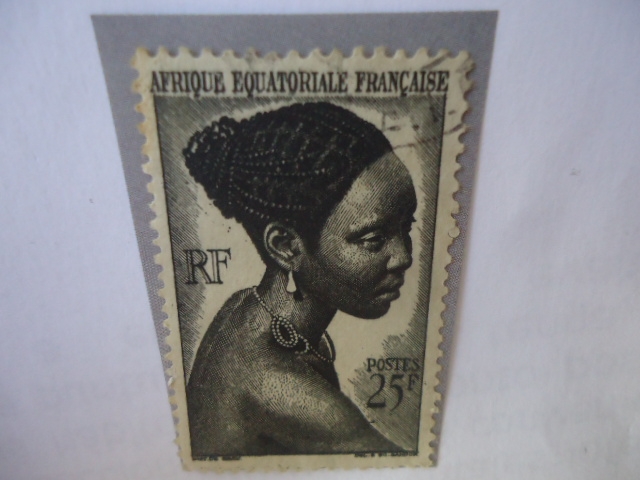 AFRIQUE EQUATORIALE FRANÇAISE
RF
POSTES
25F